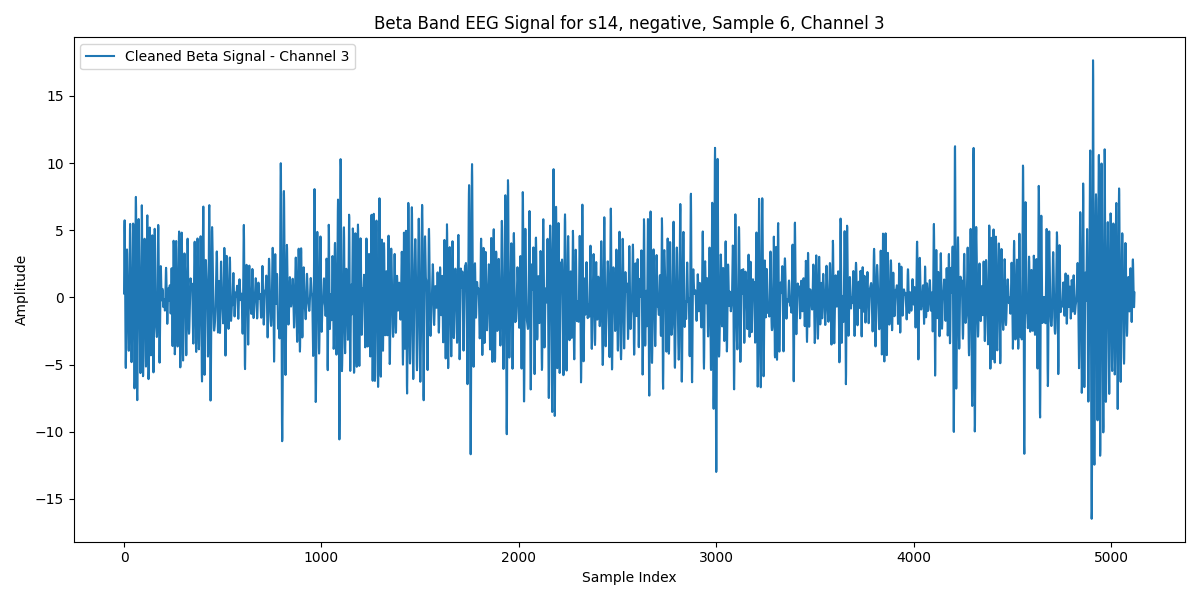 Beta Band EEG Signal for s14, negative, Sample 6, Channel 3
Cleaned Beta Signal - Channel 3
Amplitude
15
10
5
0
−5
−10
−15
0 1000 2000 3000 4000 5000
Sample Index